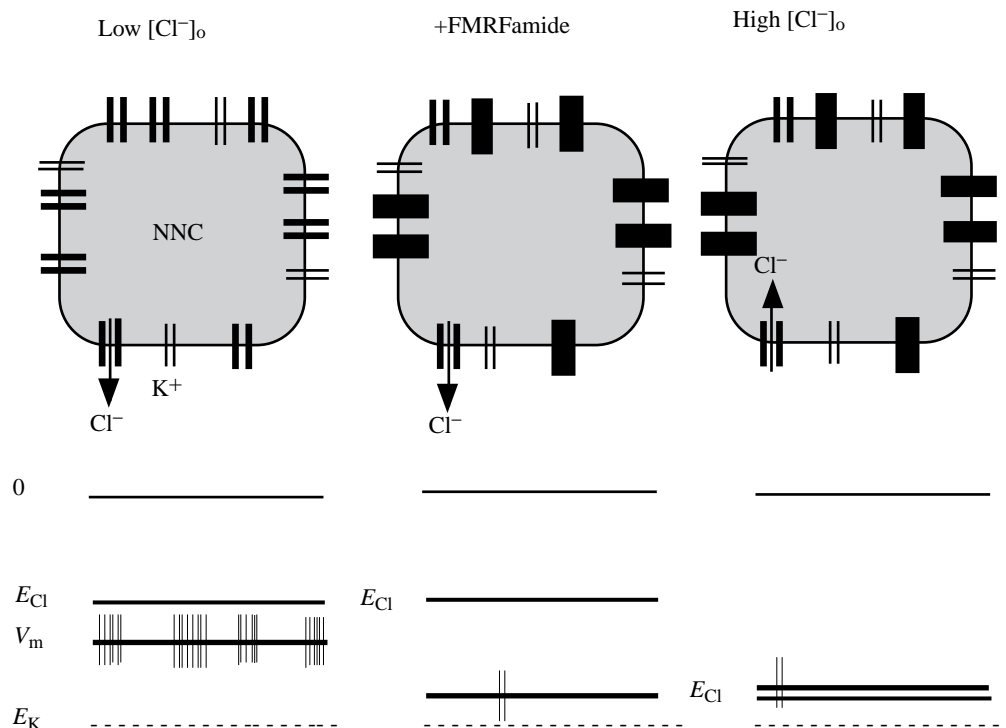 Low [Cl⁻]ₒ
+FMRFamide
High [Cl⁻]ₒ
NNC
Cl⁻
K⁺
Cl⁻
Cl⁻
0
E_Cl
E_Cl
V_m
E_Cl
E_K